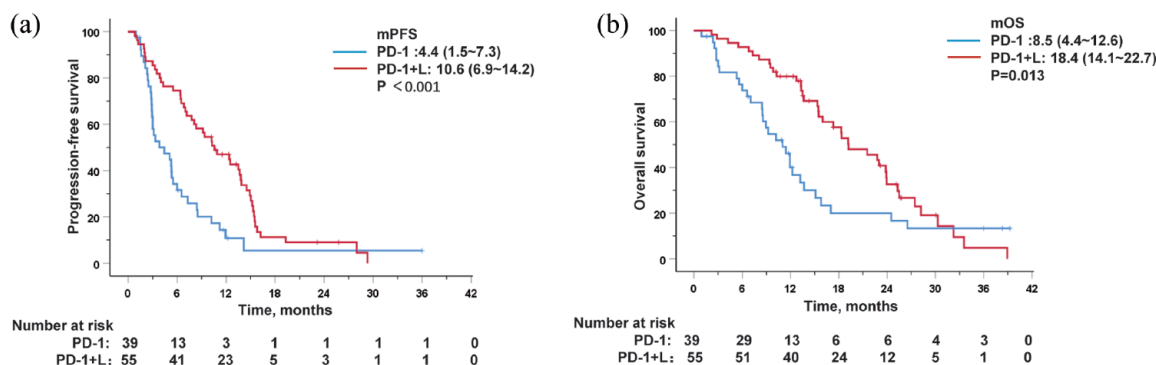 (a)
mPFS
PD-1 :4.4 (1.5~7.3)
PD-1+L: 10.6 (6.9~14.2)
P <0.001
Progression-free survival
100
80
60
40
20
0
0 6 12 18 24 30 36 42
Time, months
Number at risk
PD-1: 39 13 3 1 1 1 1 0
PD-1+L: 55 41 23 5 3 1 1 0
(b)
mOS
PD-1 :8.5 (4.4~12.6)
PD-1+L: 18.4 (14.1~22.7)
P=0.013
Overall survival
100
80
60
40
20
0
0 6 12 18 24 30 36 42
Time, months
Number at risk
PD-1: 39 29 13 6 6 4 3 0
PD-1+L: 55 51 40 24 12 5 1 0